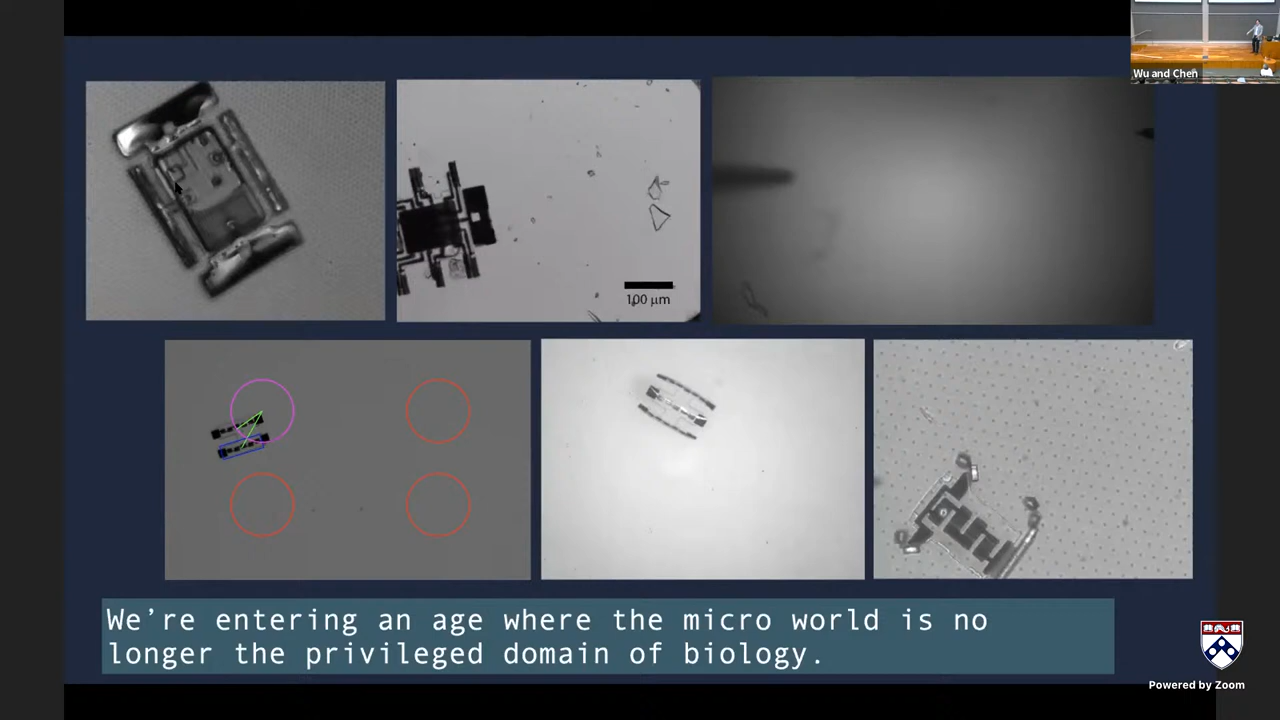 Wu and Chen
100 μm
We're entering an age where the micro world is no
longer the privileged domain of biology.
Powered by Zoom